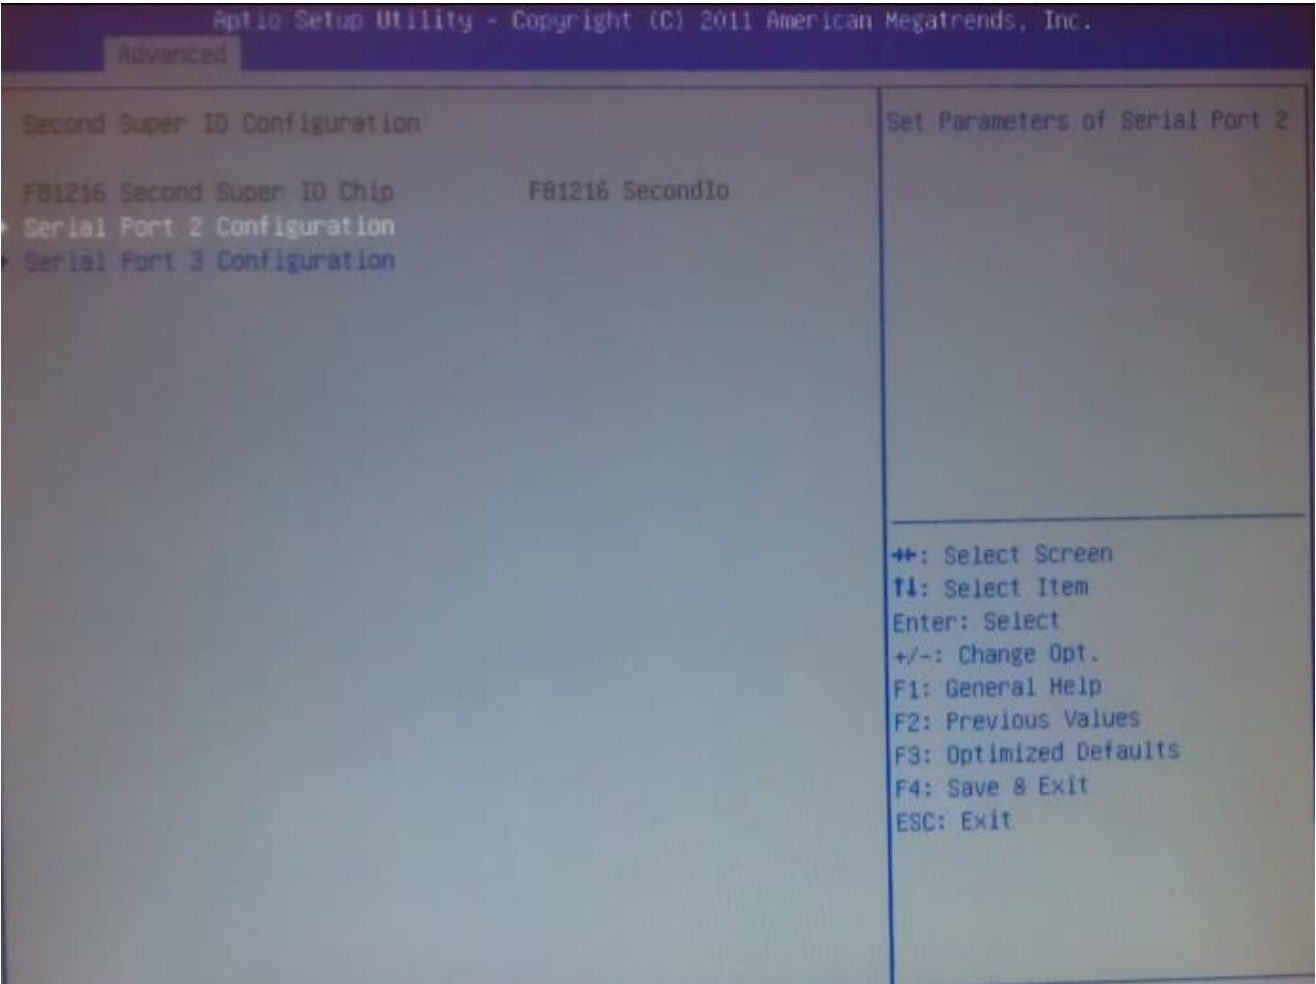 Aptio Setup Utility - Copyright (C) 2011 American Megatrends, Inc.
Advanced
Second Super IO Configuration
F81216 Second Super IO Chip F81216 SecondIo
Serial Port 2 Configuration
Serial Port 3 Configuration
Set Parameters of Serial Port 2
→←: Select Screen
↑↓: Select Item
Enter: Select
+/-: Change Opt.
F1: General Help
F2: Previous Values
F3: Optimized Defaults
F4: Save & Exit
ESC: Exit